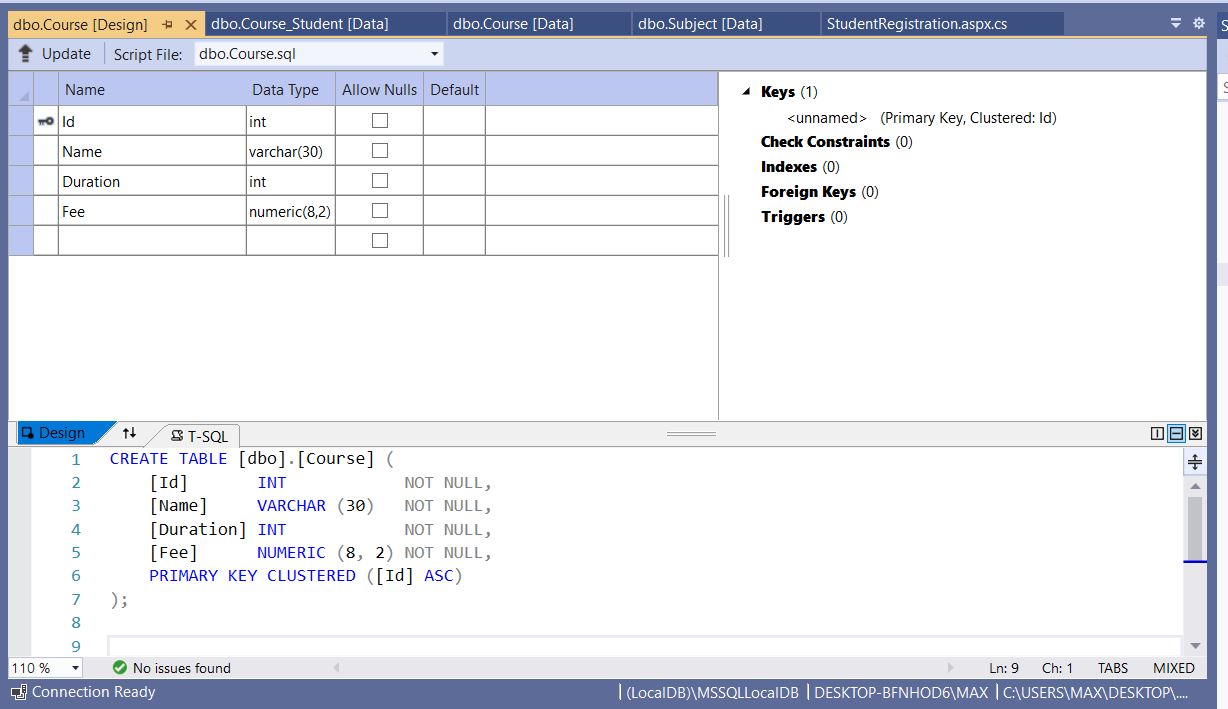 dbo.Course [Design] dbo.Course_Student [Data] dbo.Course [Data] dbo.Subject [Data] StudentRegistration.aspx.cs
Update Script File: dbo.Course.sql
Name Data Type Allow Nulls Default
Id int
Name varchar(30)
Duration int
Fee numeric(8,2)
Keys (1)
<unnamed> (Primary Key, Clustered: Id)
Check Constraints (0)
Indexes (0)
Foreign Keys (0)
Triggers (0)
Design T-SQL
1 CREATE TABLE [dbo].[Course] (
2 [Id] INT NOT NULL,
3 [Name] VARCHAR (30) NOT NULL,
4 [Duration] INT NOT NULL,
5 [Fee] NUMERIC (8, 2) NOT NULL,
6 PRIMARY KEY CLUSTERED ([Id] ASC)
7 );
8
9
110 % No issues found Ln: 9 Ch: 1 TABS MIXED
Connection Ready (LocalDB)\MSSQLLocalDB DESKTOP-BFNHOD6\MAX C:\USERS\MAX\DESKTOP\....